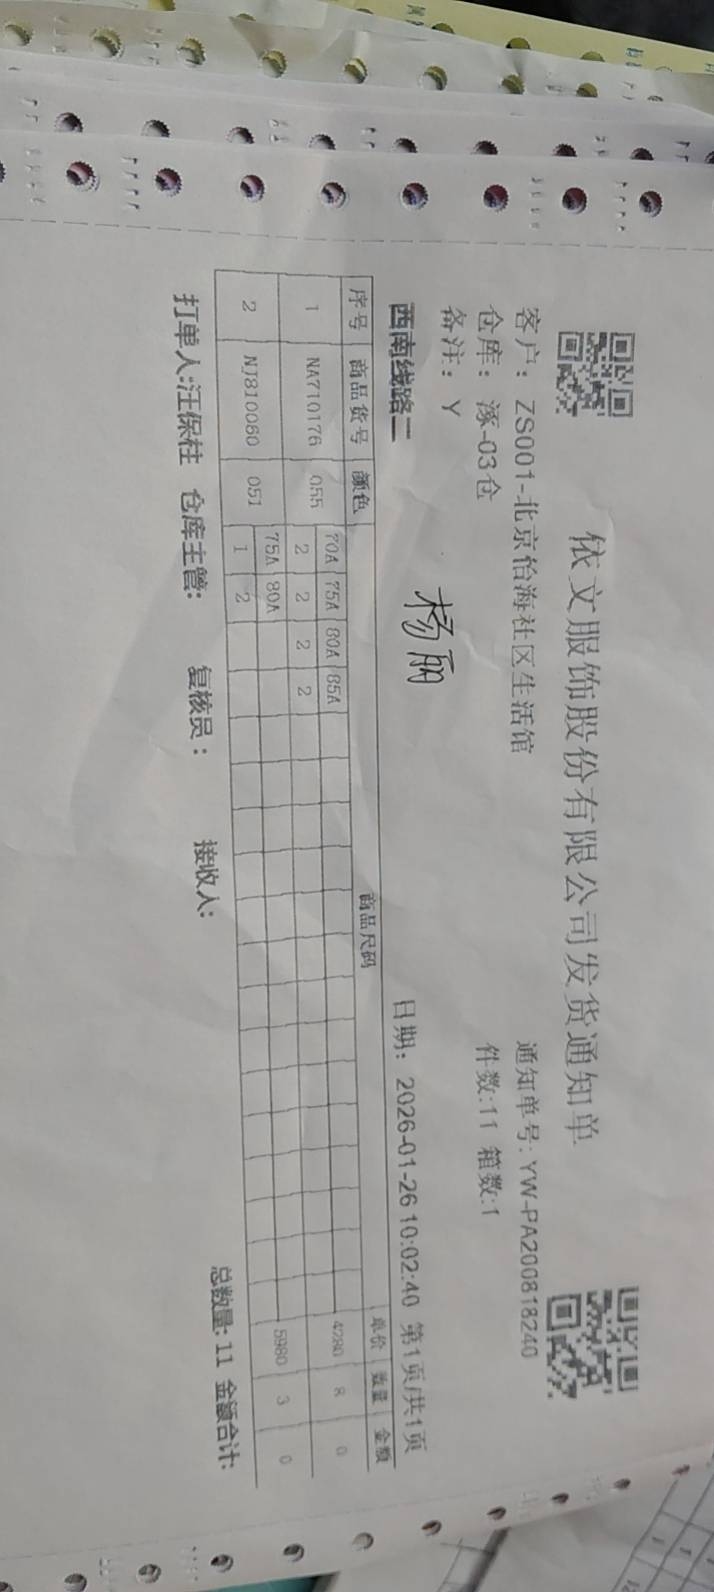 依文服饰股份有限公司发货通知单
客户：ZS001-北京怡海社区生活馆 通知单号：YW-PA200818240
仓库：涿-03仓 件数:11 箱数:1
备注：Y
西南线路二 杨丽 日期：2026-01-26 10:02:40 第1页/共1页
序号 商品货号 颜色 商品尺码 单价 数量 金额
70A 75A 80A 85A
1 NA710176 055 2 2 2 2 4280 8 0
75A 80A
2 NJ810060 051 1 2 5980 3 0
总数量: 11 金额合计:
打单人:汪保柱 仓库主管: 复核员： 接收人: